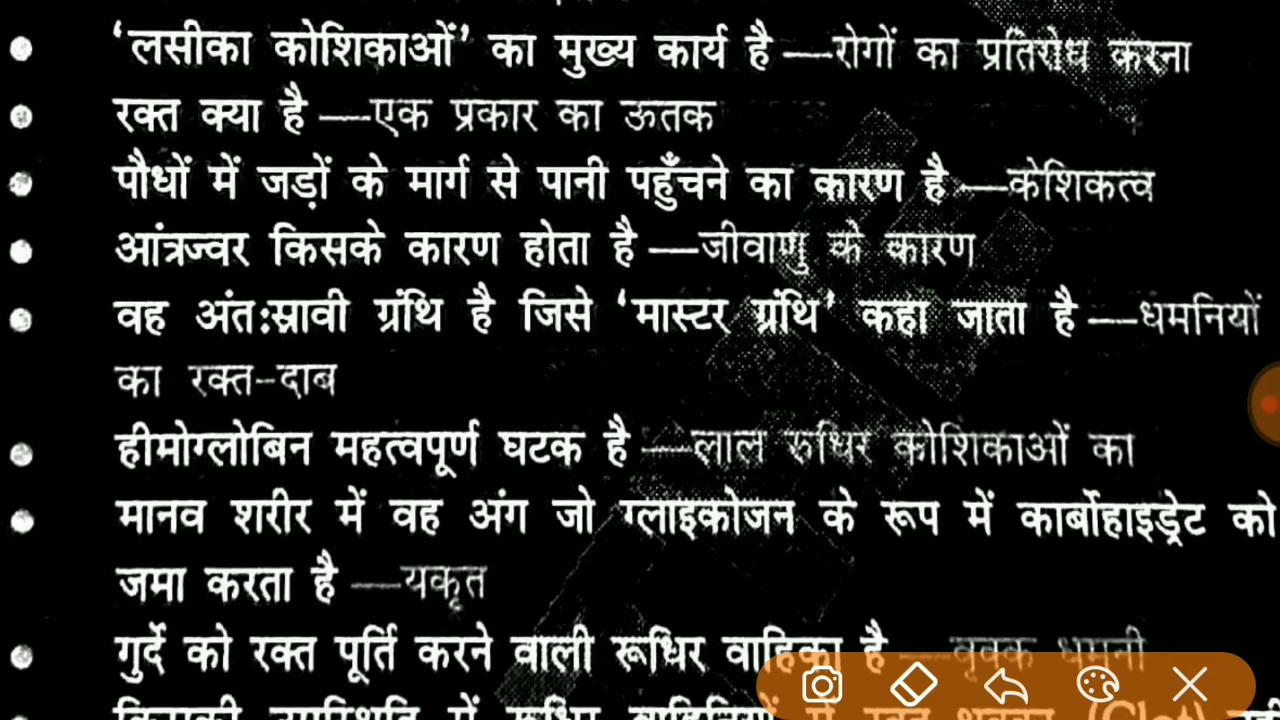 • 'लसीका कोशिकाओं' का मुख्य कार्य है —रोगों का प्रतिरोध करना
• रक्त क्या है —एक प्रकार का ऊतक
• पौधों में जड़ों के मार्ग से पानी पहुँचने का कारण है —केशिकत्व
• आंत्रज्वर किसके कारण होता है —जीवाणु के कारण
• वह अंतःस्रावी ग्रंथि है जिसे 'मास्टर ग्रंथि' कहा जाता है —धमनियों
का रक्त-दाब
• हीमोग्लोबिन महत्वपूर्ण घटक है —लाल रुधिर कोशिकाओं का
• मानव शरीर में वह अंग जो ग्लाइकोजन के रूप में कार्बोहाइड्रेट को
जमा करता है —यकृत
• गुर्दे को रक्त पूर्ति करने वाली रूधिर वाहिका है —वृक्क धमनी